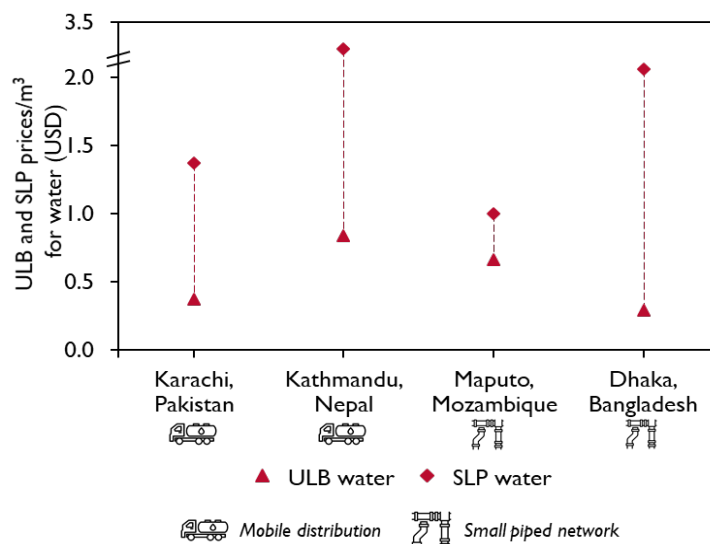 ULB and SLP prices/m³
for water (USD)
3.5
2.0
1.5
1.0
0.5
0.0
Karachi,
Pakistan
Kathmandu,
Nepal
Maputo,
Mozambique
Dhaka,
Bangladesh
ULB water
SLP water
Mobile distribution
Small piped network